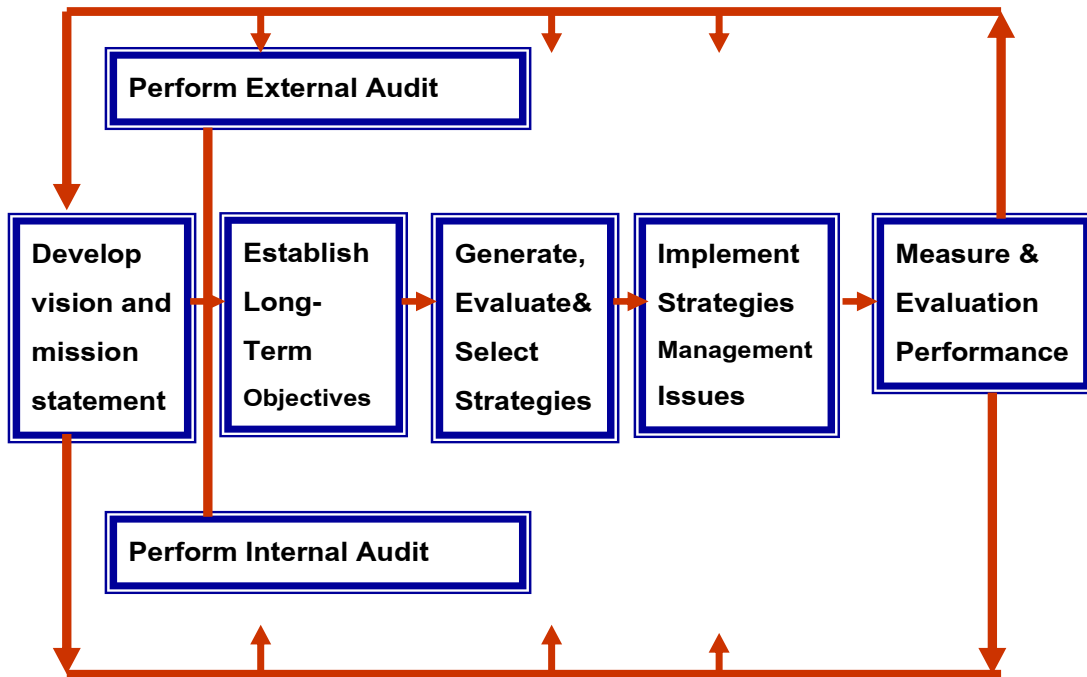 Perform External Audit
Develop
vision and
mission
statement
Establish
Long-
Term
Objectives
Generate,
Evaluate&
Select
Strategies
Implement
Strategies
Management
Issues
Measure &
Evaluation
Performance
Perform Internal Audit